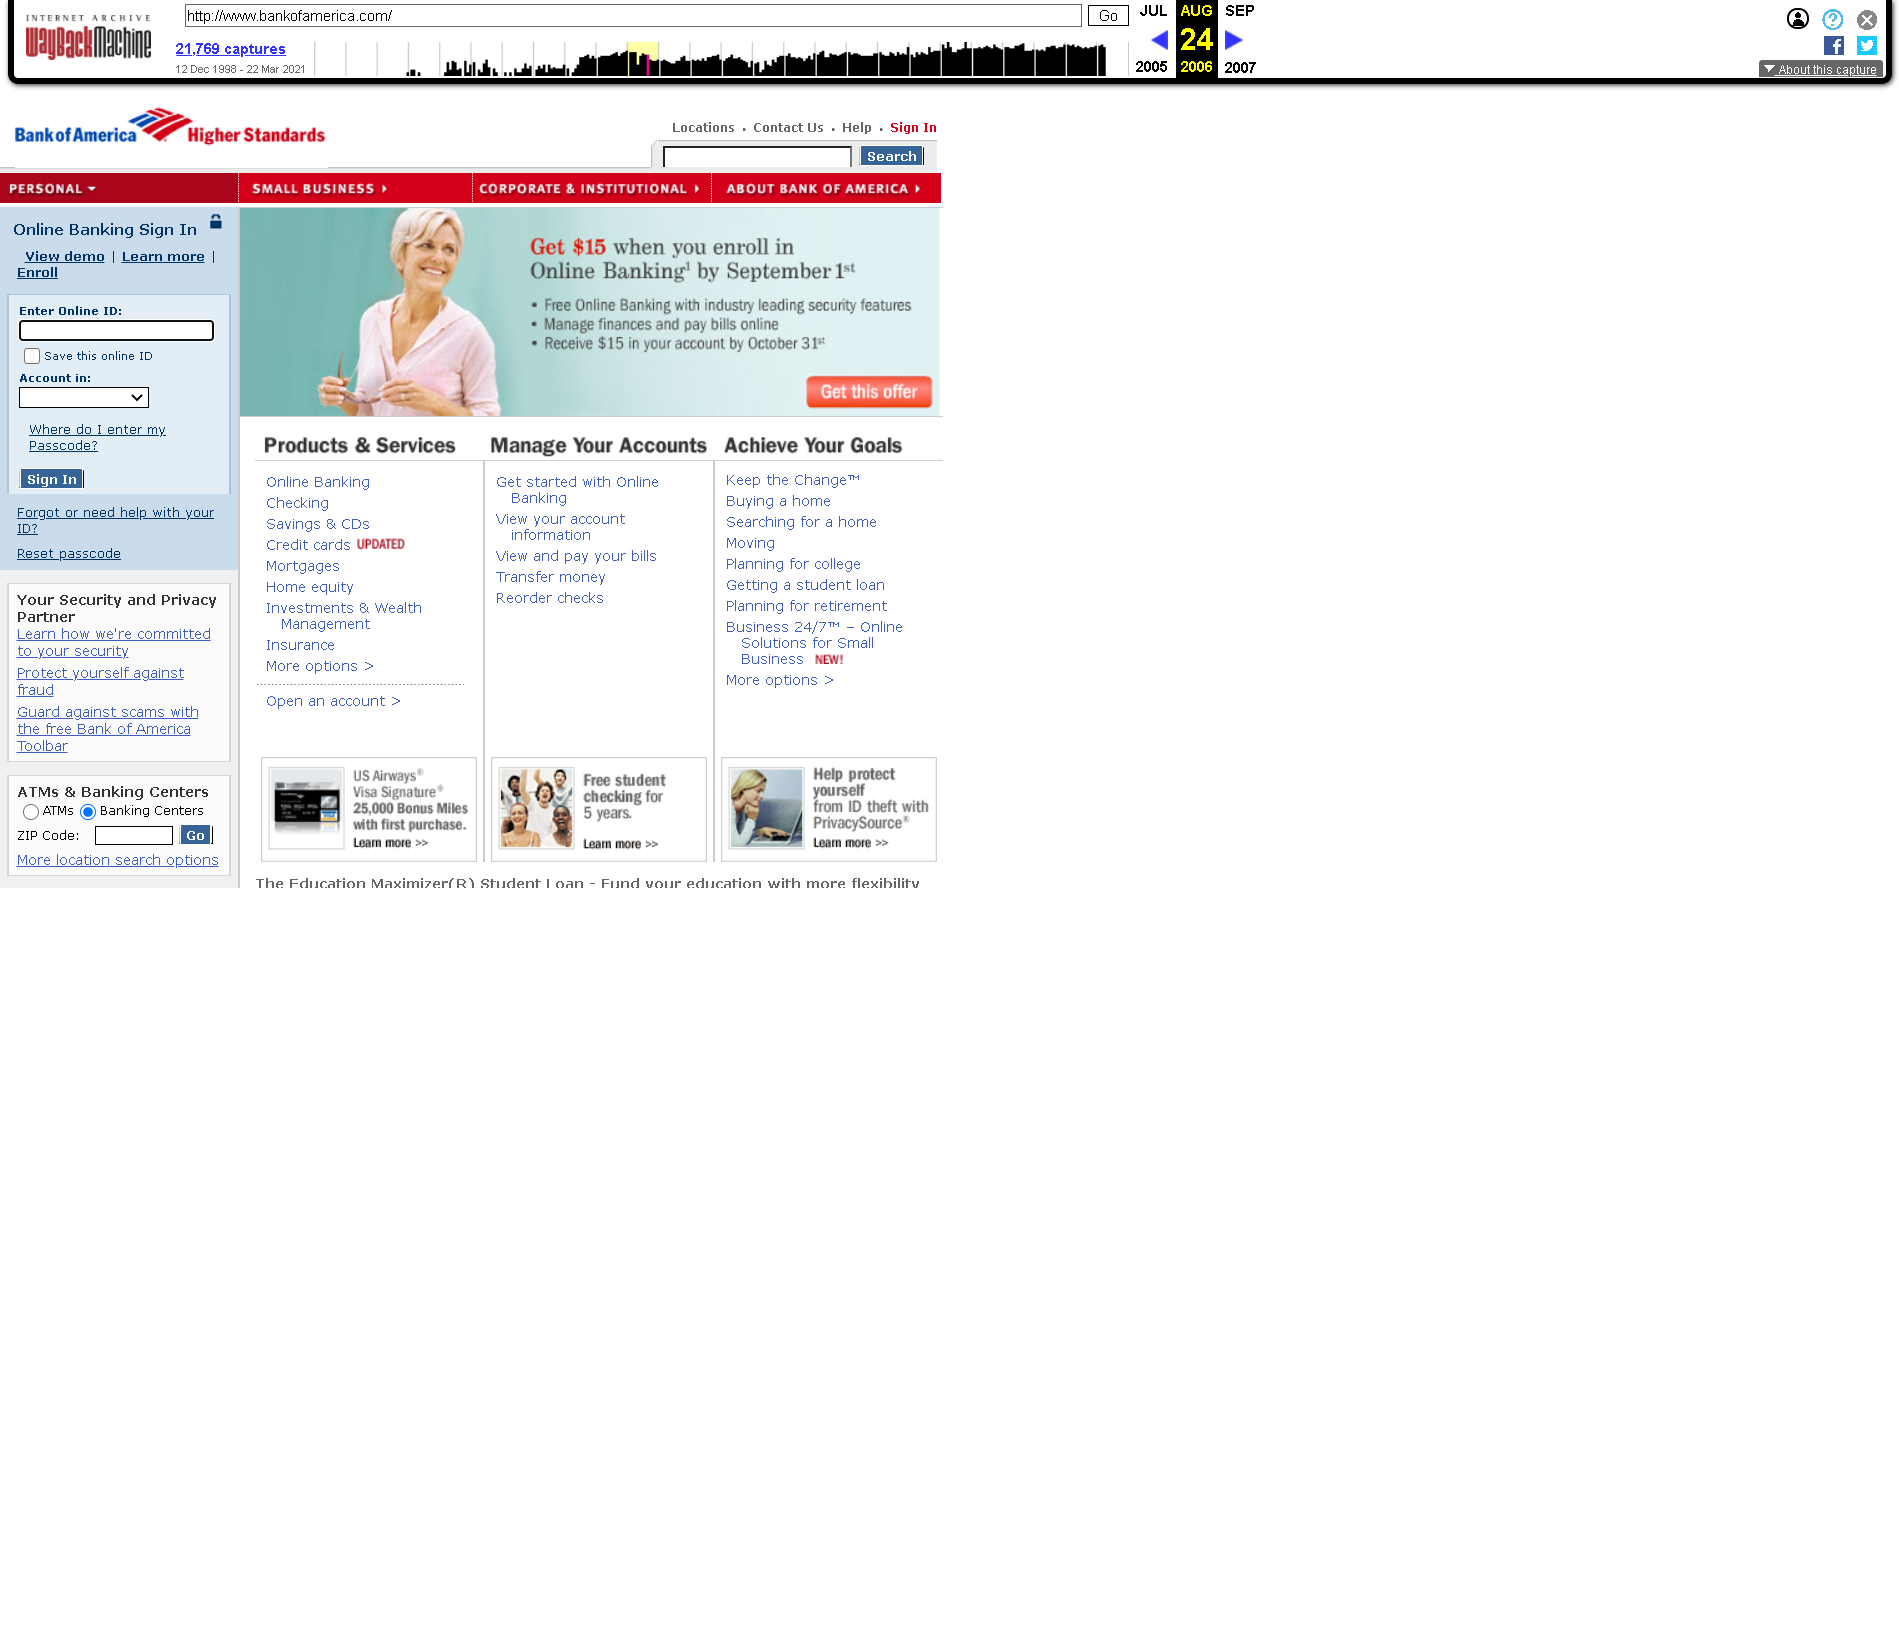 INTERNET ARCHIVE
WayBackMachine
http://www.bankofamerica.com/
Go
JUL
AUG
SEP
21,769 captures
24
12 Dec 1998 - 22 Mar 2021
2005
2006
2007
About this capture
Bank of America Higher Standards
Locations • Contact Us • Help • Sign In
Search
PERSONAL
SMALL BUSINESS
CORPORATE & INSTITUTIONAL
ABOUT BANK OF AMERICA
Online Banking Sign In
View demo | Learn more |
Enroll
Enter Online ID:
Save this online ID
Account in:
Where do I enter my
Passcode?
Sign In
Forgot or need help with your
ID?
Reset passcode
Your Security and Privacy
Partner
Learn how we're committed
to your security
Protect yourself against
fraud
Guard against scams with
the free Bank of America
Toolbar
ATMs & Banking Centers
ATMs Banking Centers
ZIP Code:
Go
More location search options
Get $15 when you enroll in
Online Banking¹ by September 1st
• Free Online Banking with industry leading security features
• Manage finances and pay bills online
• Receive $15 in your account by October 31st
Get this offer
Products & Services
Online Banking
Checking
Savings & CDs
Credit cards UPDATED
Mortgages
Home equity
Investments & Wealth
Management
Insurance
More options >
Open an account >
Manage Your Accounts
Get started with Online
Banking
View your account
information
View and pay your bills
Transfer money
Reorder checks
Achieve Your Goals
Keep the Change™
Buying a home
Searching for a home
Moving
Planning for college
Getting a student loan
Planning for retirement
Business 24/7™ – Online
Solutions for Small
Business NEW!
More options >
US Airways®
Visa Signature®
25,000 Bonus Miles
with first purchase.
Learn more >>
Free student
checking for
5 years.
Learn more >>
Help protect
yourself
from ID theft with
PrivacySource®
Learn more >>
The Education Maximizer(R) Student Loan - Fund your education with more flexibility